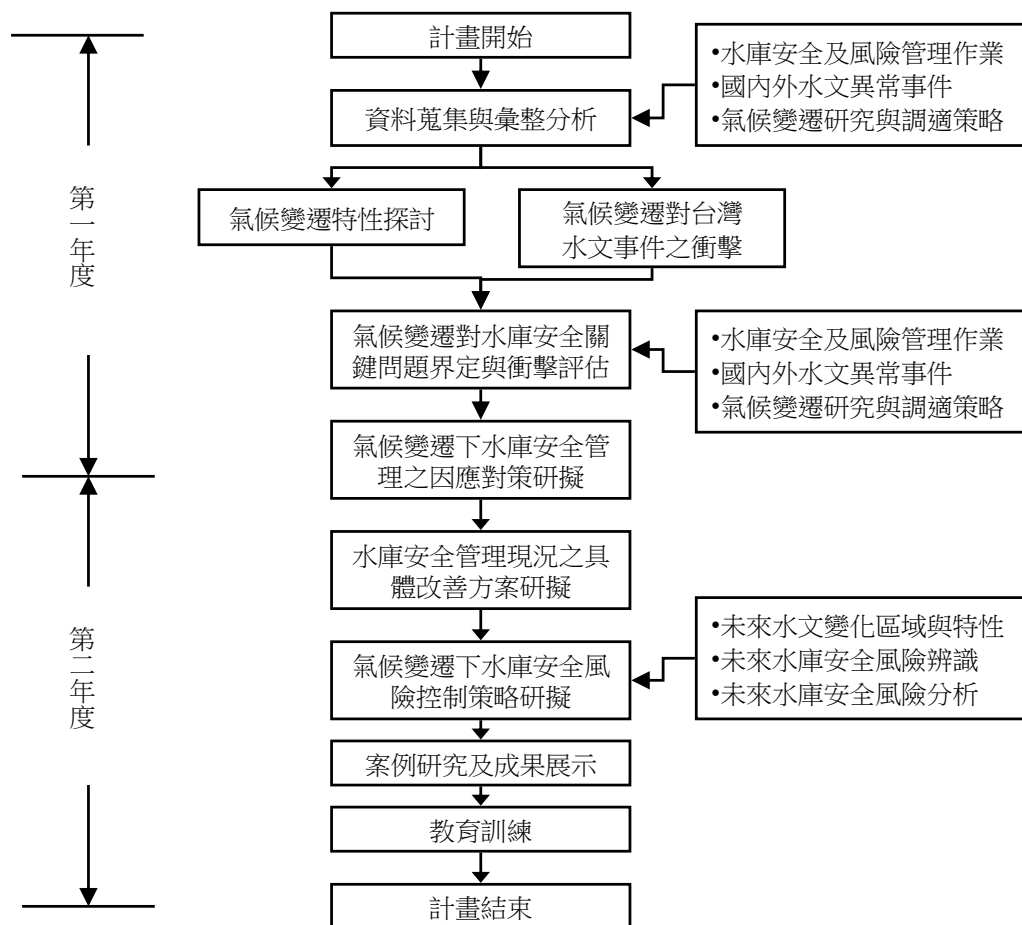 計畫開始
資料蒐集與彙整分析
•水庫安全及風險管理作業
•國內外水文異常事件
•氣候變遷研究與調適策略
第一年度
氣候變遷特性探討
氣候變遷對台灣
水文事件之衝擊
氣候變遷對水庫安全關
鍵問題界定與衝擊評估
•水庫安全及風險管理作業
•國內外水文異常事件
•氣候變遷研究與調適策略
氣候變遷下水庫安全管
理之因應對策研擬
第二年度
水庫安全管理現況之具
體改善方案研擬
氣候變遷下水庫安全風
險控制策略研擬
•未來水文變化區域與特性
•未來水庫安全風險辨識
•未來水庫安全風險分析
案例研究及成果展示
教育訓練
計畫結束